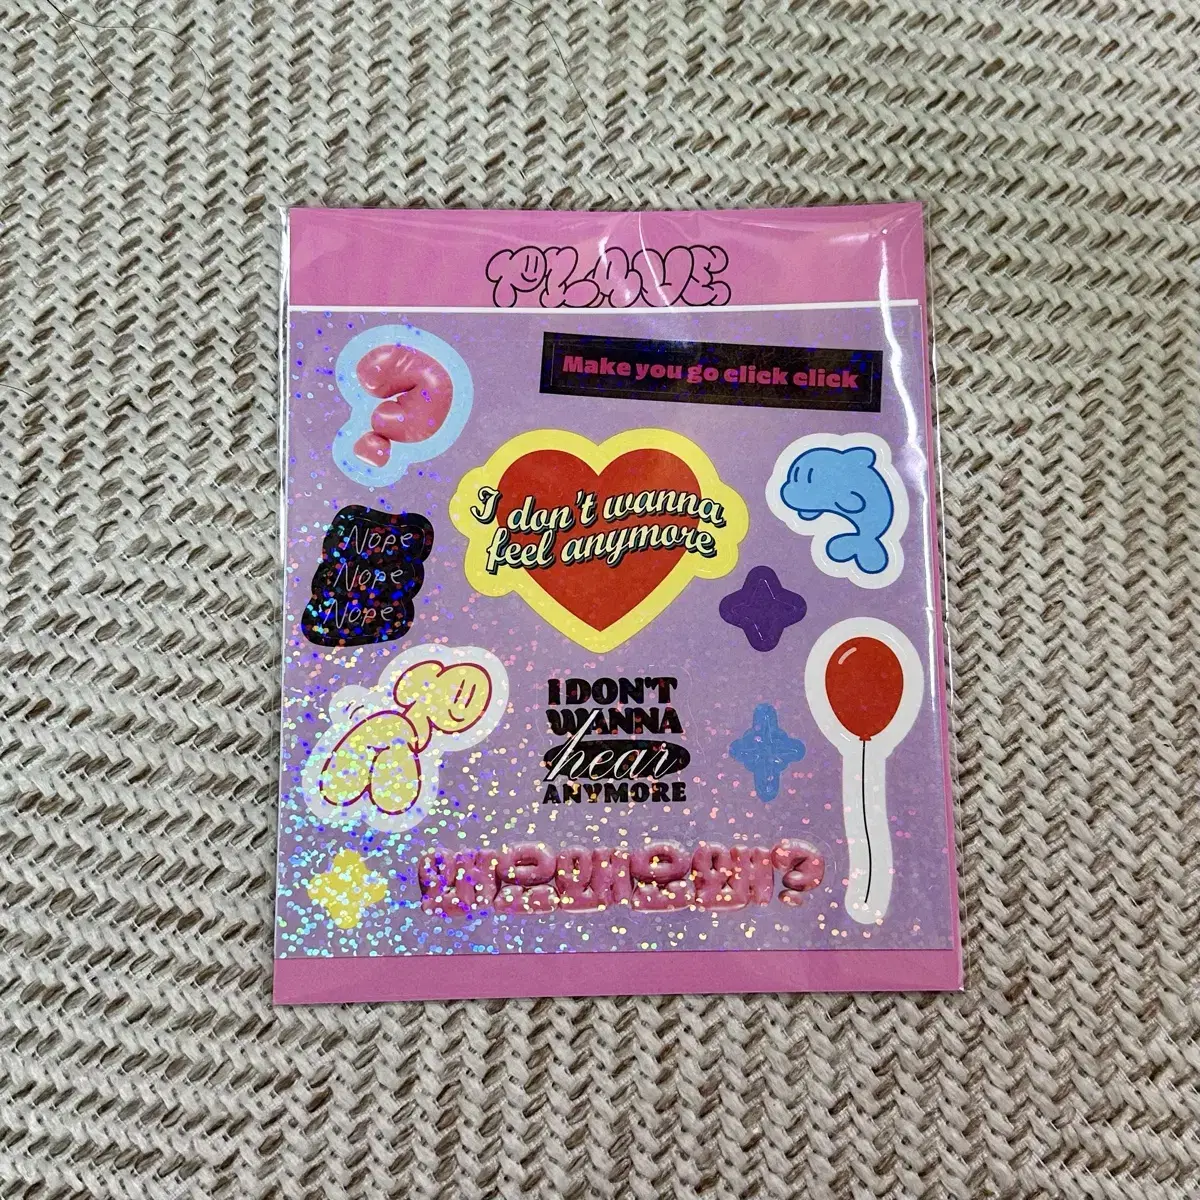 PLAVE
?
Make you go click click
I don't wanna
feel anymore
Nope
Nope
Nope
I DON'T
WANNA
hear
ANYMORE